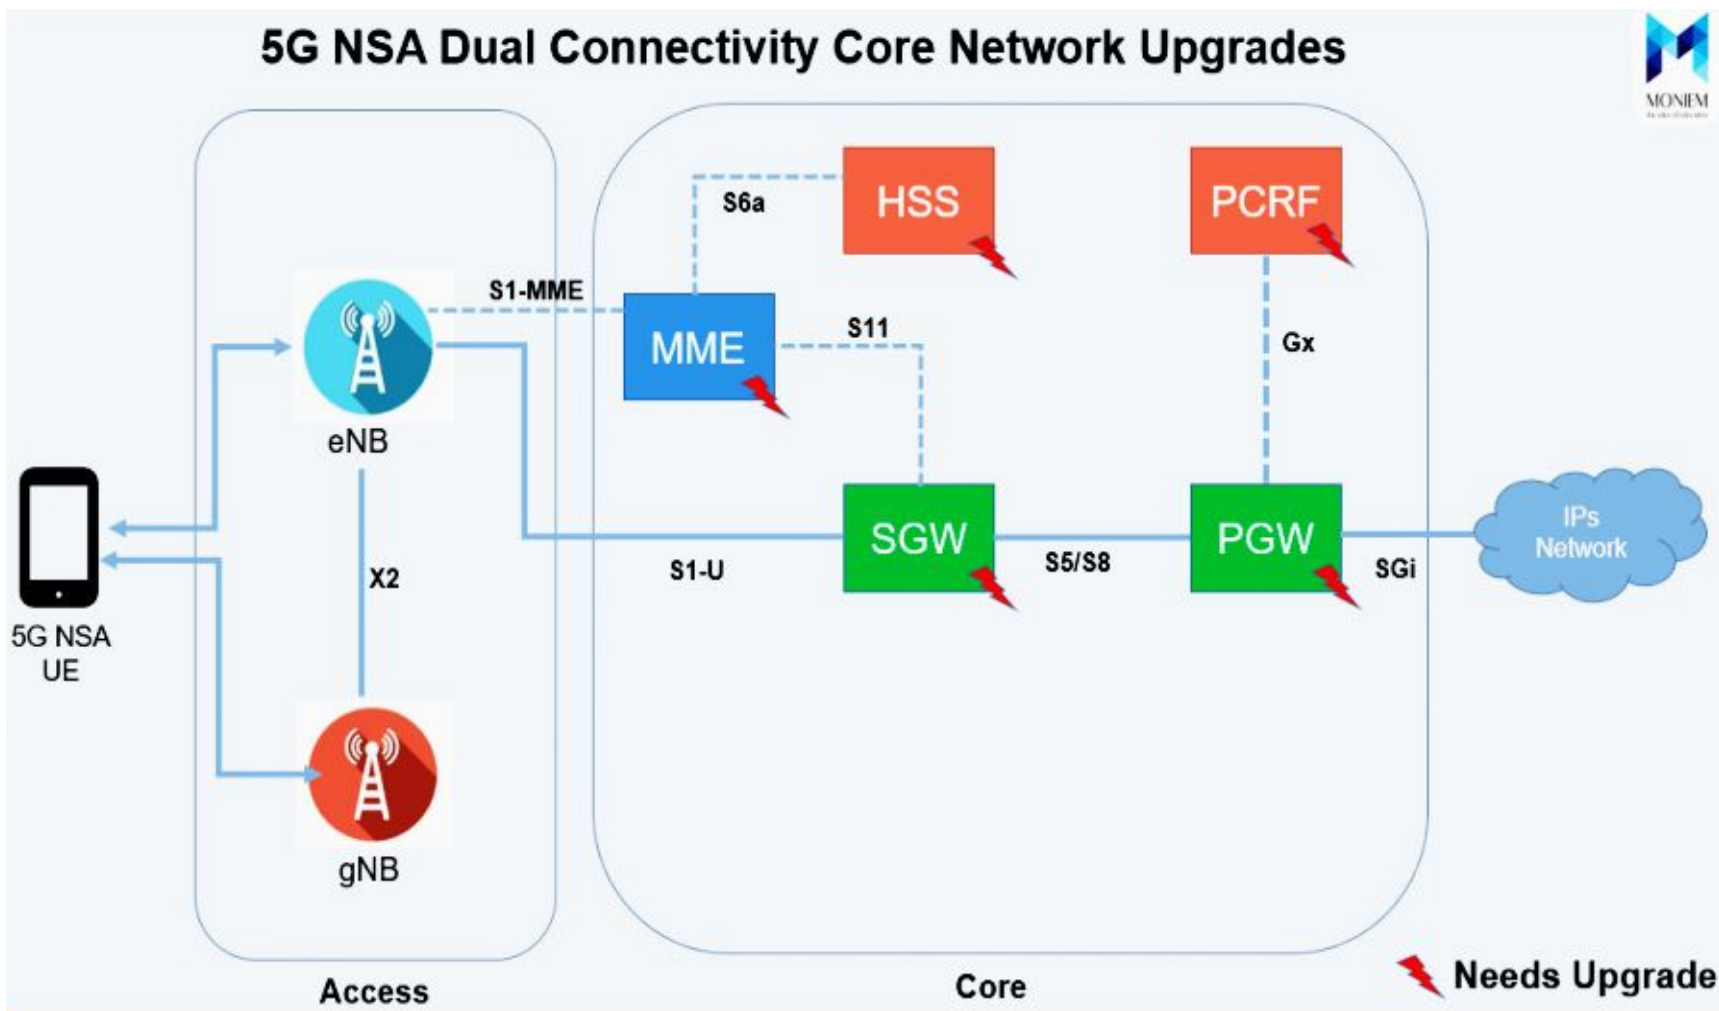 5G NSA Dual Connectivity Core Network Upgrades
MONIEM
S6a
HSS
PCRF
S1-MME
MME
S11
Gx
eNB
SGW
PGW
IPs
Network
S1-U
S5/S8
SGi
X2
5G NSA
UE
gNB
Access
Core
Needs Upgrade